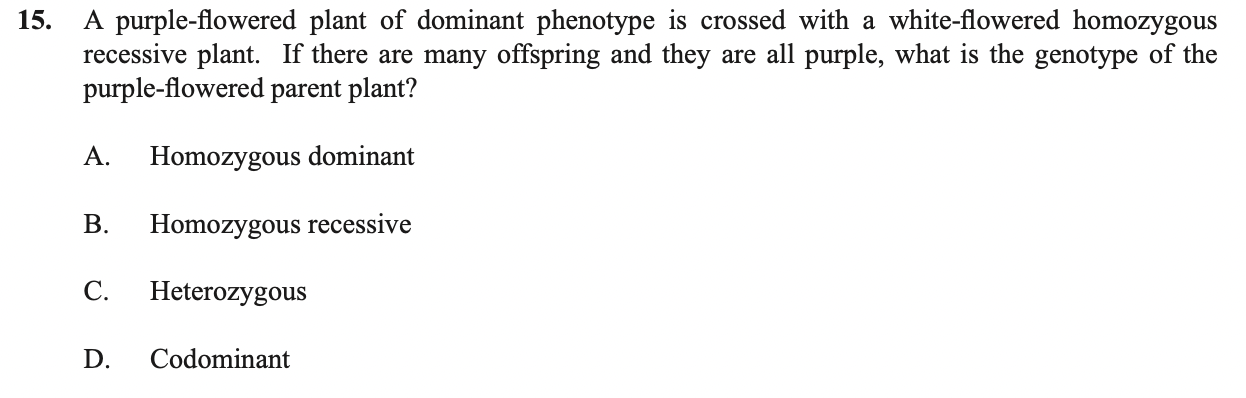 15. A purple-flowered plant of dominant phenotype is crossed with a white-flowered homozygous
recessive plant. If there are many offspring and they are all purple, what is the genotype of the
purple-flowered parent plant?
A. Homozygous dominant
B. Homozygous recessive
C. Heterozygous
D. Codominant